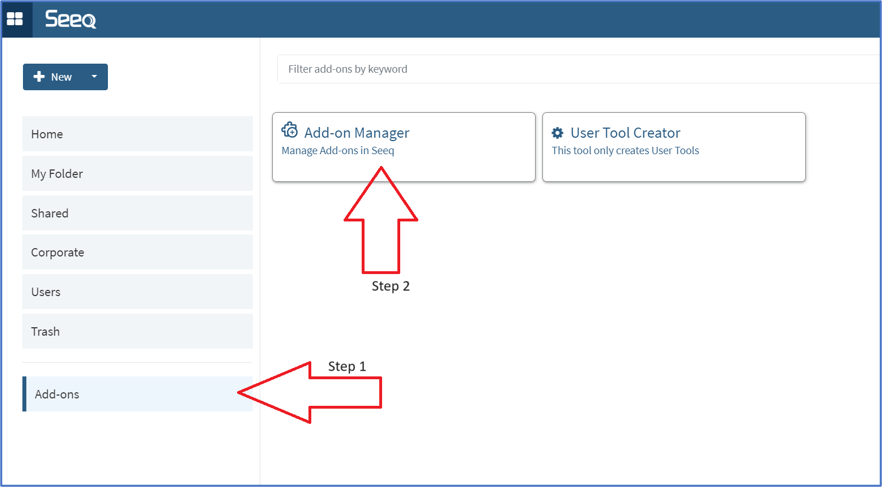 Seeq
New
Filter add-ons by keyword
Home
My Folder
Shared
Corporate
Users
Trash
Add-ons
Add-on Manager
Manage Add-ons in Seeq
User Tool Creator
This tool only creates User Tools
Step 2
Step 1